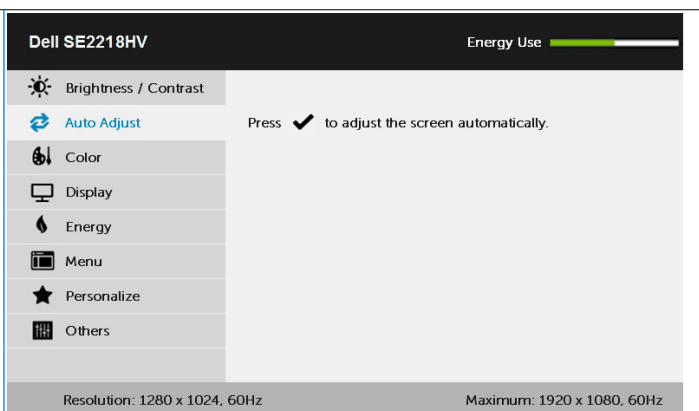 Dell SE2218HV Energy Use
Brightness / Contrast
Auto Adjust Press ✔ to adjust the screen automatically.
Color
Display
Energy
Menu
Personalize
Others
Resolution: 1280 x 1024, 60Hz Maximum: 1920 x 1080, 60Hz